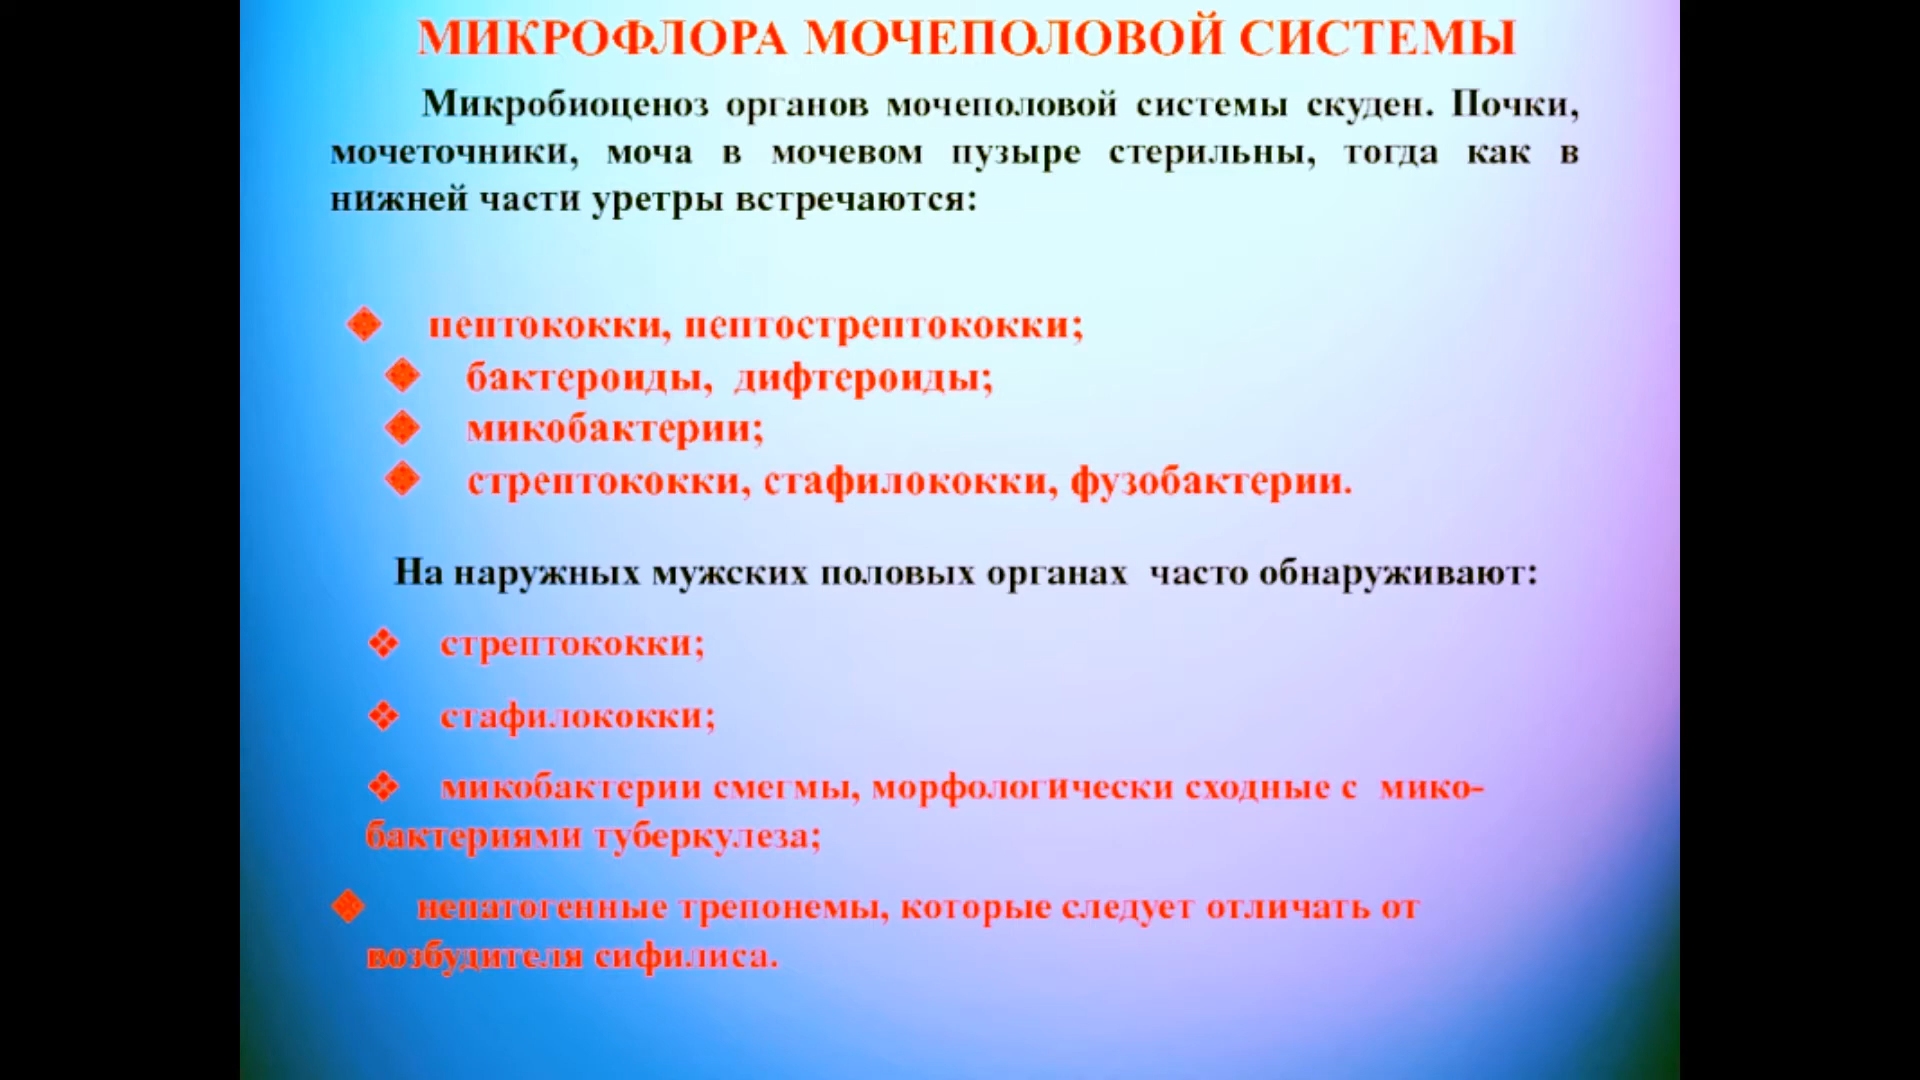 МИКРОФЛОРА МОЧЕПОЛОВОЙ СИСТЕМЫ
Микробиоценоз органов мочеполовой системы скуден. Почки,
мочеточники, моча в мочевом пузыре стерильны, тогда как в
нижней части уретры встречаются:
пептококки, пептострептококки;
бактероиды, дифтероиды;
микобактерии;
стрептококки, стафилококки, фузобактерии.
На наружных мужских половых органах часто обнаруживают:
стрептококки;
стафилококки;
микобактерии смегмы, морфологически сходные с мико-
бактериями туберкулеза;
непатогенные трепонемы, которые следует отличать от
возбудителя сифилиса.